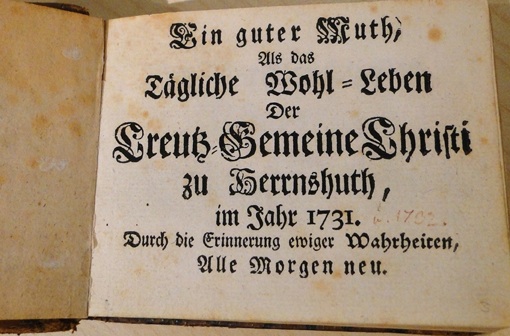 Ein guter Muth,
Als das
Tägliche Wohl=Leben
Der
Creutz=Gemeine Christi
zu Herrnshuth,
im Jahr 1731. 1732.
Durch die Erinnerung ewiger Wahrheiten,
Alle Morgen neu.